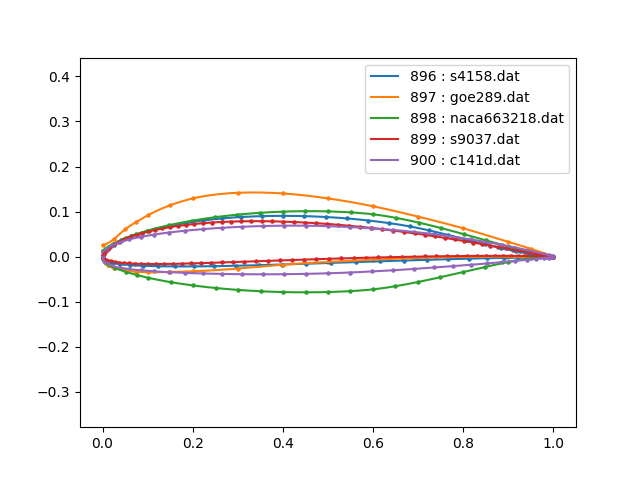 896 : s4158.dat
897 : goe289.dat
898 : naca663218.dat
899 : s9037.dat
900 : c141d.dat
0.4
0.3
0.2
0.1
0.0
−0.1
−0.2
−0.3
0.0 0.2 0.4 0.6 0.8 1.0